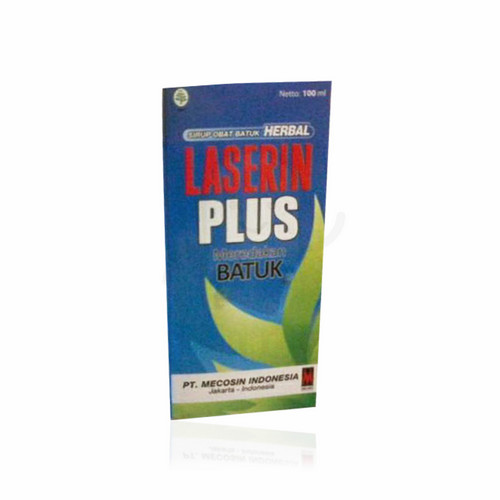 Netto: 100 ml
SIRUP OBAT BATUK HERBAL
LASERIN
PLUS
Meredakan
BATUK
PT. MECOSIN INDONESIA
Jakarta - Indonesia